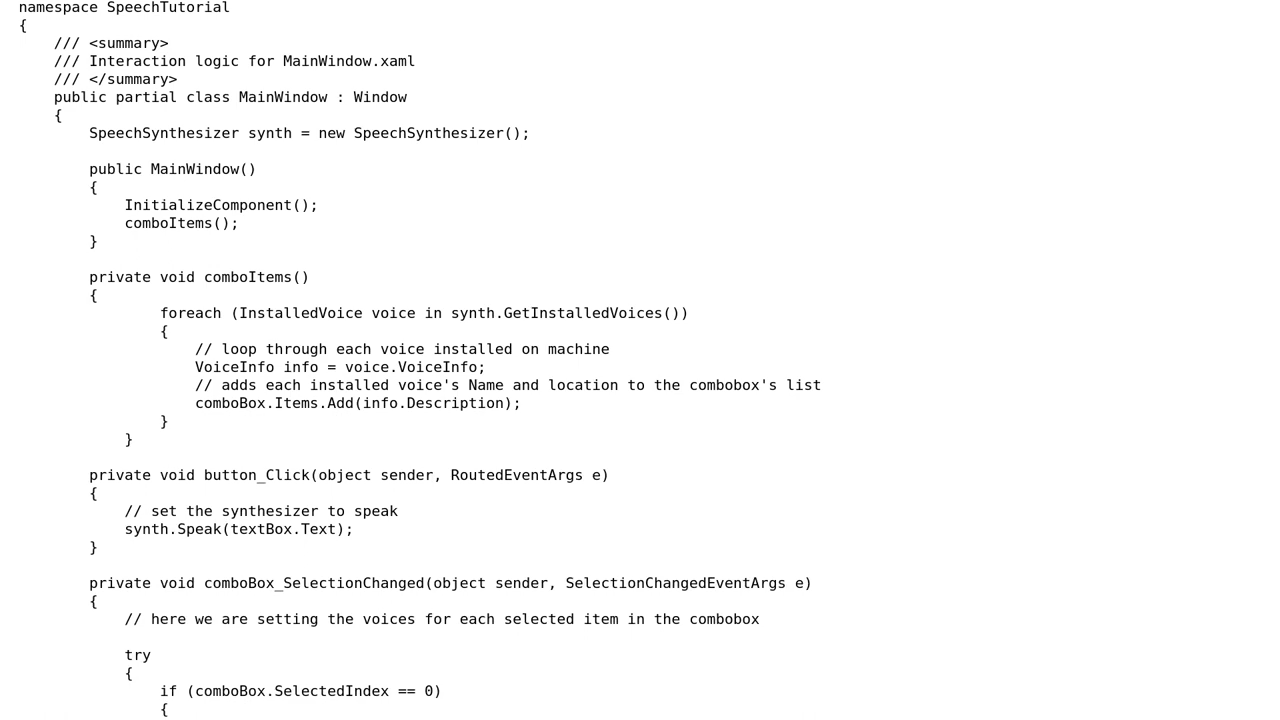 namespace SpeechTutorial
{
/// <summary>
/// Interaction logic for MainWindow.xaml
/// </summary>
public partial class MainWindow : Window
{
SpeechSynthesizer synth = new SpeechSynthesizer();
public MainWindow()
{
InitializeComponent();
comboItems();
}
private void comboItems()
{
foreach (InstalledVoice voice in synth.GetInstalledVoices())
{
// loop through each voice installed on machine
VoiceInfo info = voice.VoiceInfo;
// adds each installed voice's Name and location to the combobox's list
comboBox.Items.Add(info.Description);
}
}
private void button_Click(object sender, RoutedEventArgs e)
{
// set the synthesizer to speak
synth.Speak(textBox.Text);
}
private void comboBox_SelectionChanged(object sender, SelectionChangedEventArgs e)
{
// here we are setting the voices for each selected item in the combobox
try
{
if (comboBox.SelectedIndex == 0)
{